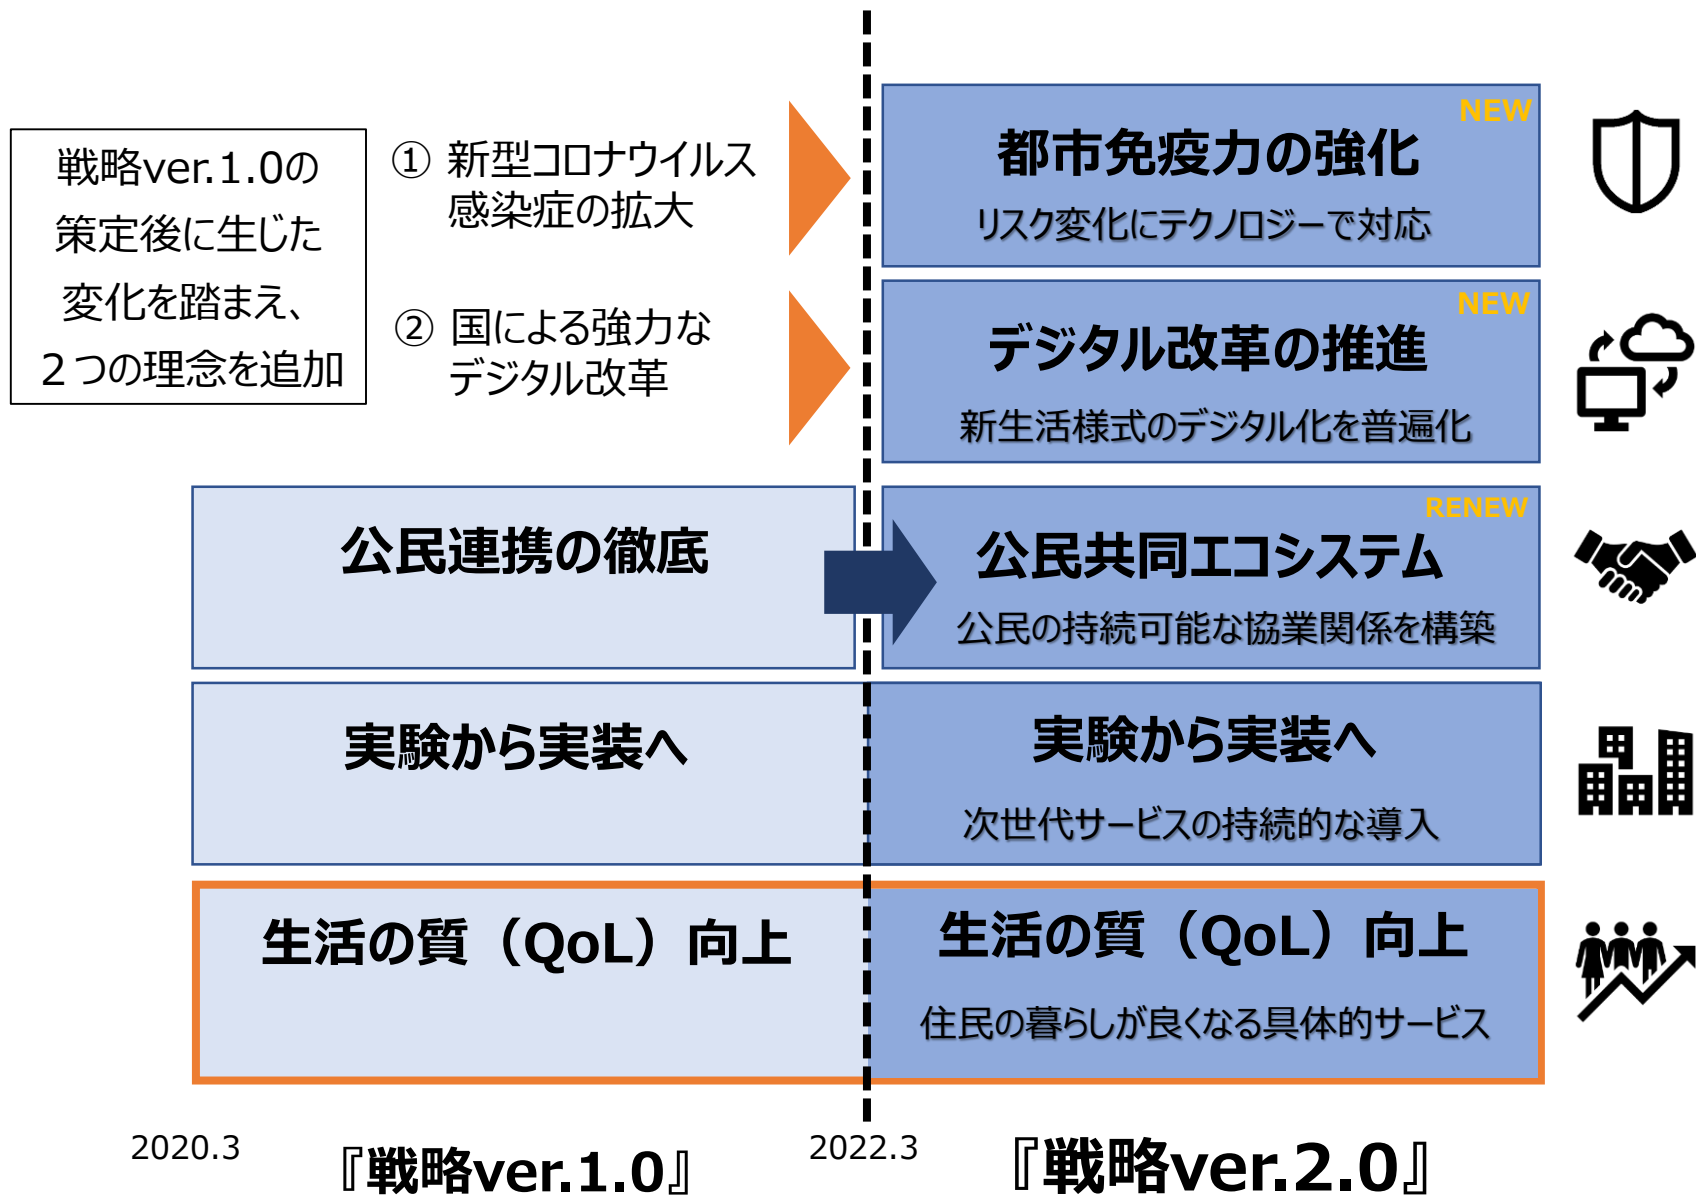 戦略ver.1.0の
策定後に生じた
変化を踏まえ、
２つの理念を追加
① 新型コロナウイルス
感染症の拡大
② 国による強力な
デジタル改革
NEW
都市免疫力の強化
リスク変化にテクノロジーで対応
NEW
デジタル改革の推進
新生活様式のデジタル化を普遍化
公民連携の徹底
RENEW
公民共同エコシステム
公民の持続可能な協業関係を構築
実験から実装へ
実験から実装へ
次世代サービスの持続的な導入
生活の質（QoL）向上
生活の質（QoL）向上
住民の暮らしが良くなる具体的サービス
2020.3
『戦略ver.1.0』
2022.3
『戦略ver.2.0』